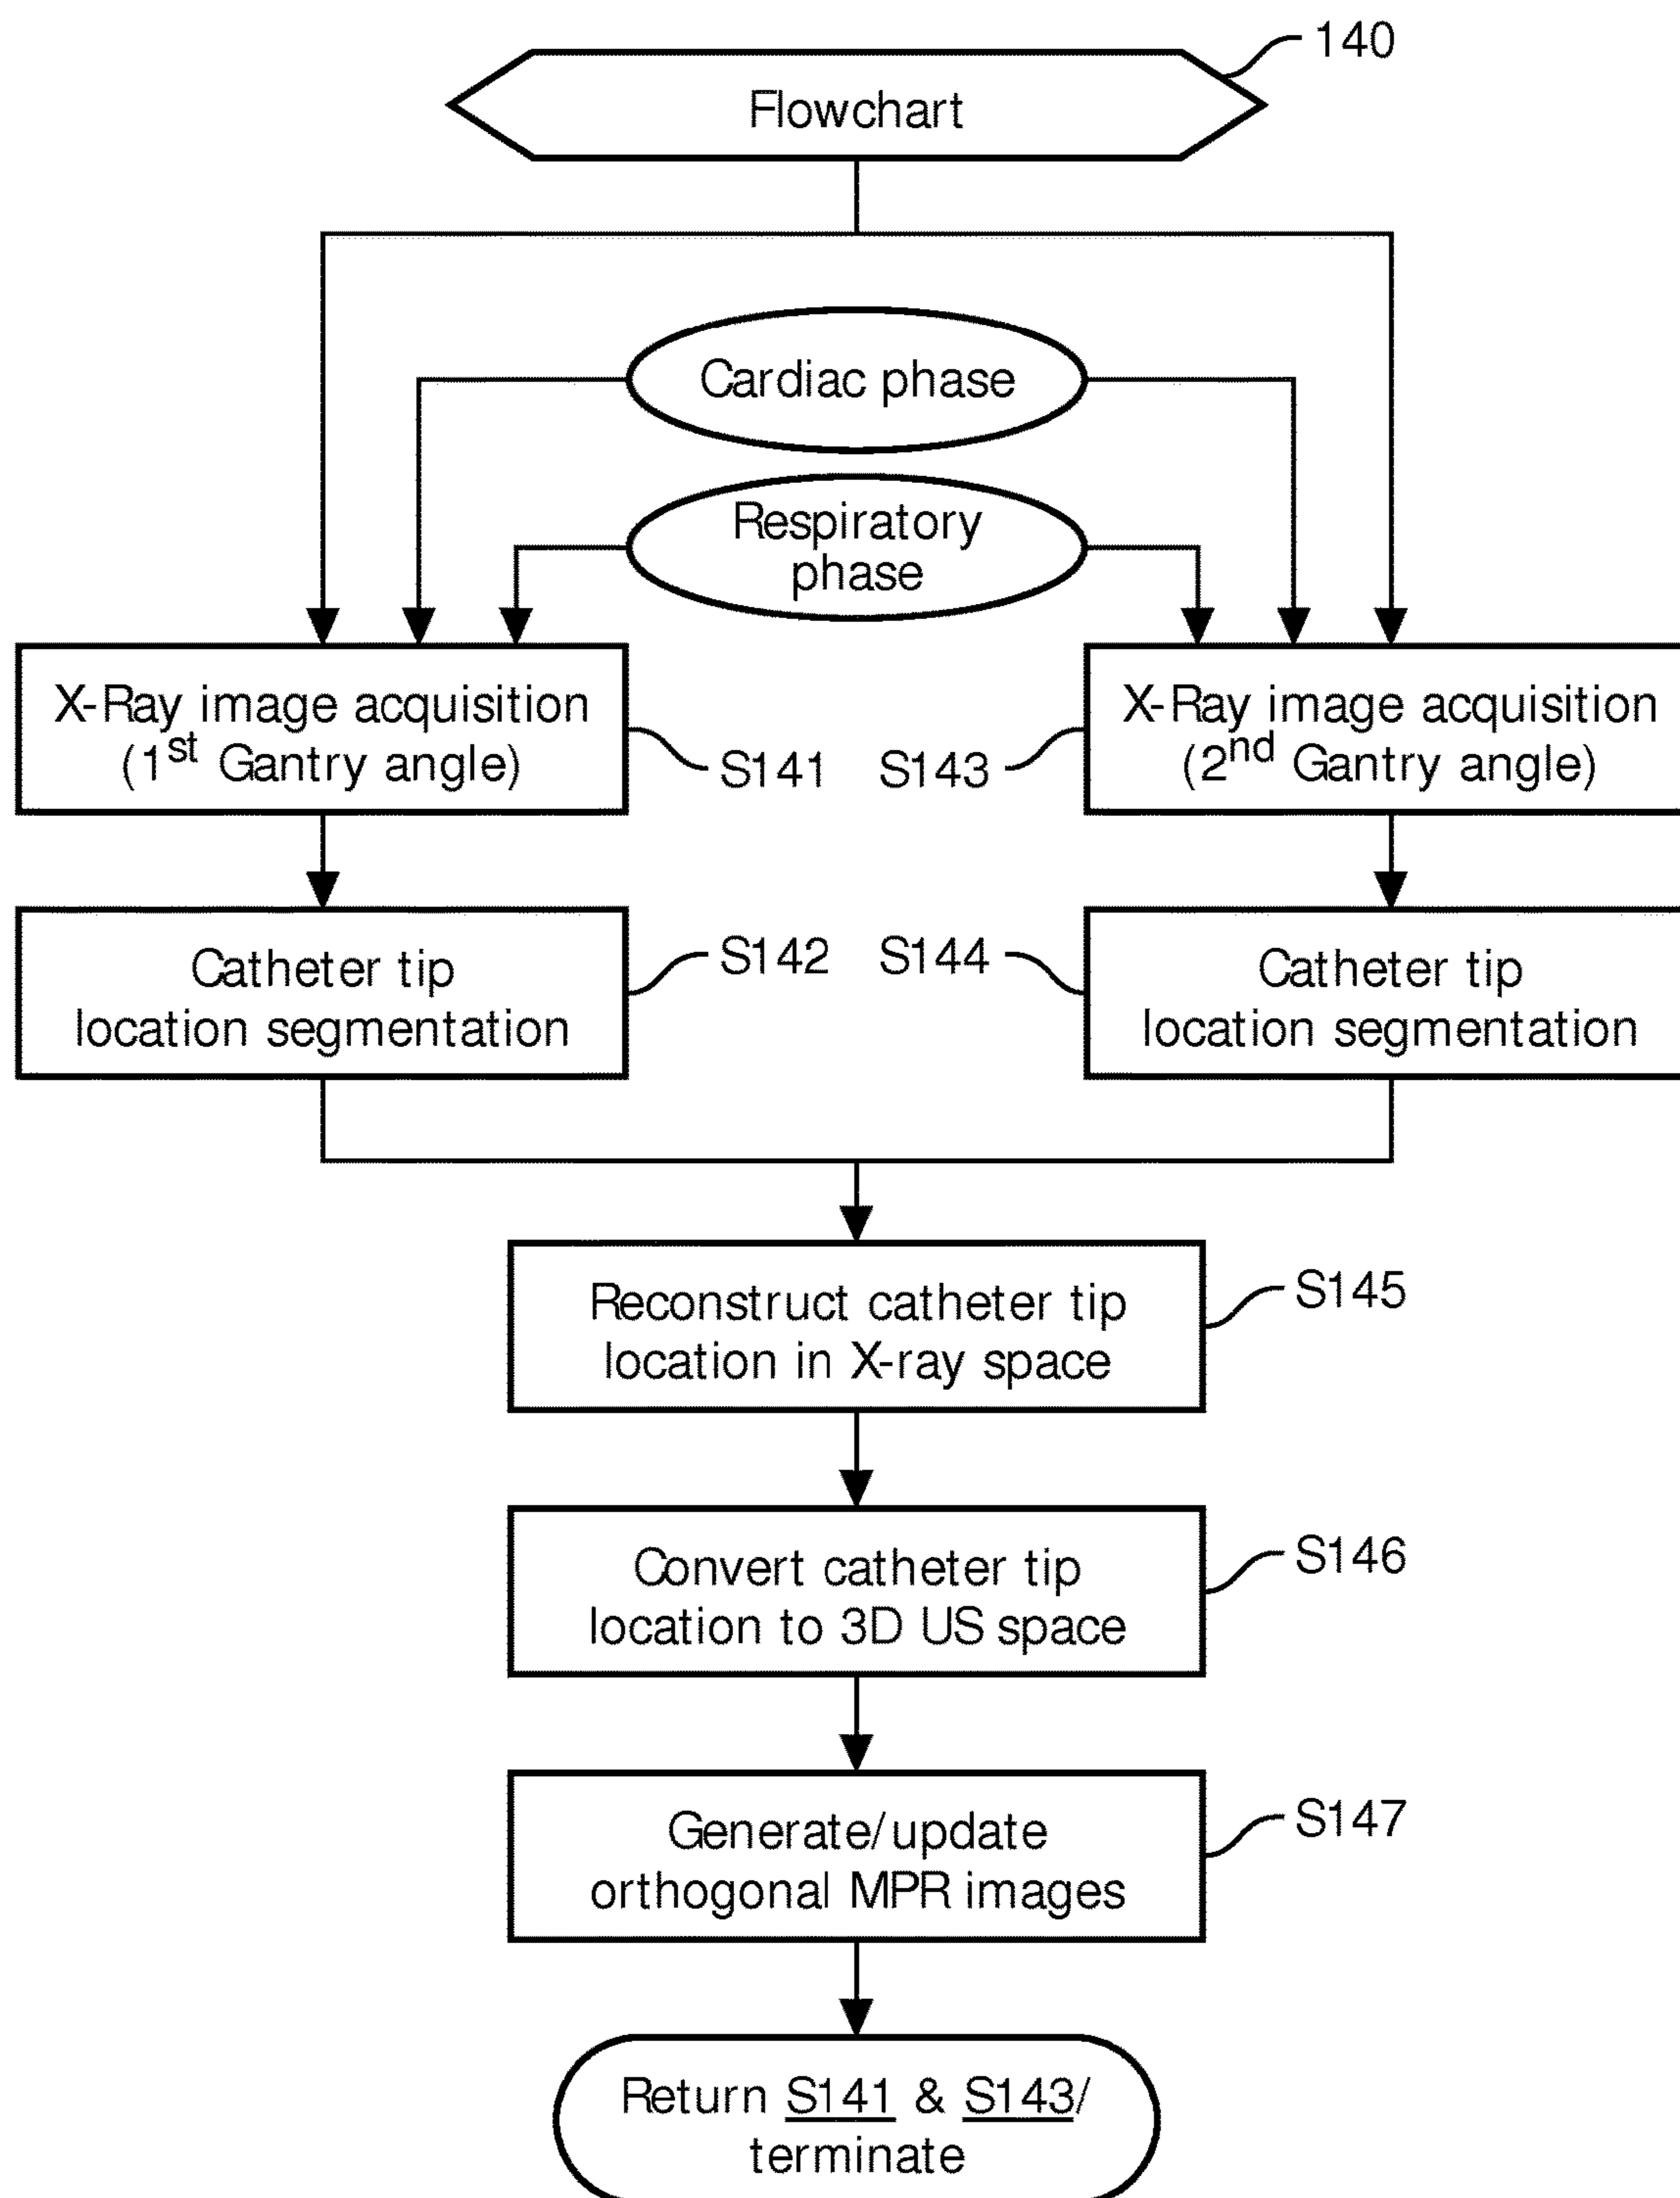 140
Flowchart
Cardiac phase
Respiratory
phase
X-Ray image acquisition
(1st Gantry angle)
S141
S143
X-Ray image acquisition
(2nd Gantry angle)
Catheter tip
location segmentation
S142
S144
Catheter tip
location segmentation
Reconstruct catheter tip
location in X-ray space
S145
Convert catheter tip
location to 3D US space
S146
Generate/update
orthogonal MPR images
S147
Return S141 & S143/
terminate